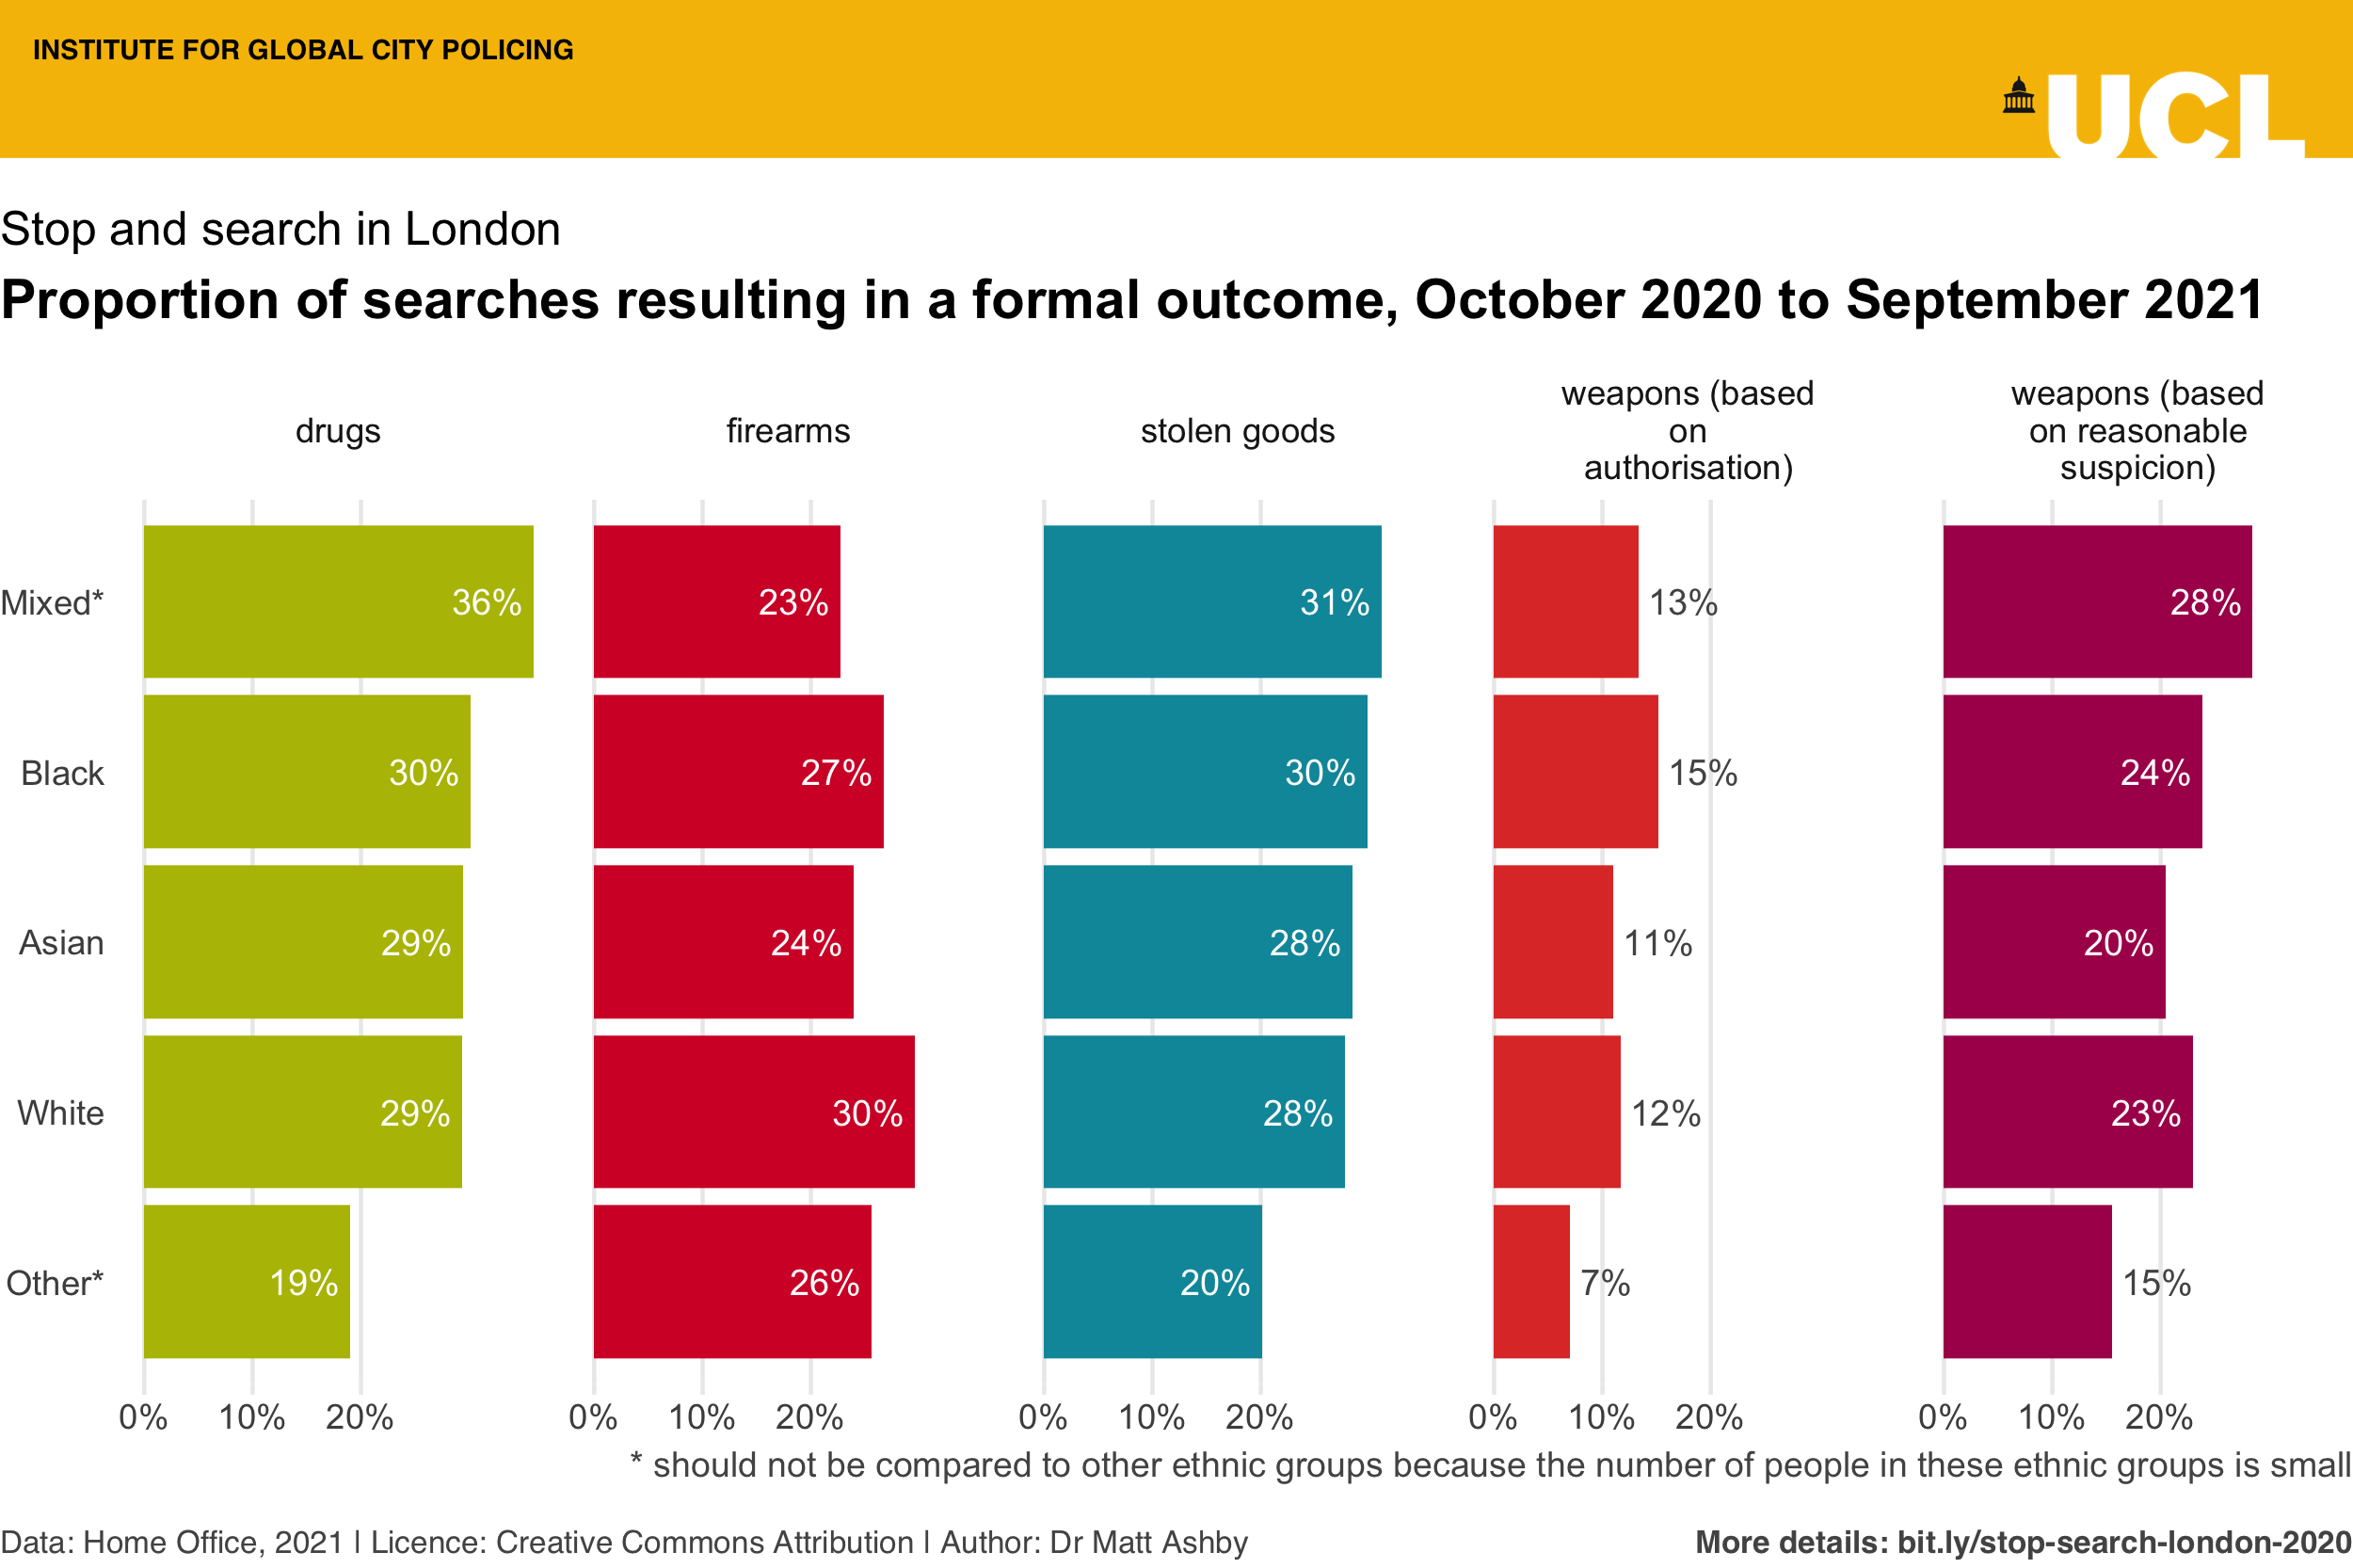 INSTITUTE FOR GLOBAL CITY POLICING
UCL
Stop and search in London
Proportion of searches resulting in a formal outcome, October 2020 to September 2021
drugs
firearms
stolen goods
weapons (based
on
authorisation)
weapons (based
on reasonable
suspicion)
Mixed* 36% 23% 31% 13% 28%
Black 30% 27% 30% 15% 24%
Asian 29% 24% 28% 11% 20%
White 29% 30% 28% 12% 23%
Other* 19% 26% 20% 7% 15%
0% 10% 20% 0% 10% 20% 0% 10% 20% 0% 10% 20% 0% 10% 20%
* should not be compared to other ethnic groups because the number of people in these ethnic groups is small
Data: Home Office, 2021 | Licence: Creative Commons Attribution | Author: Dr Matt Ashby
More details: bit.ly/stop-search-london-2020